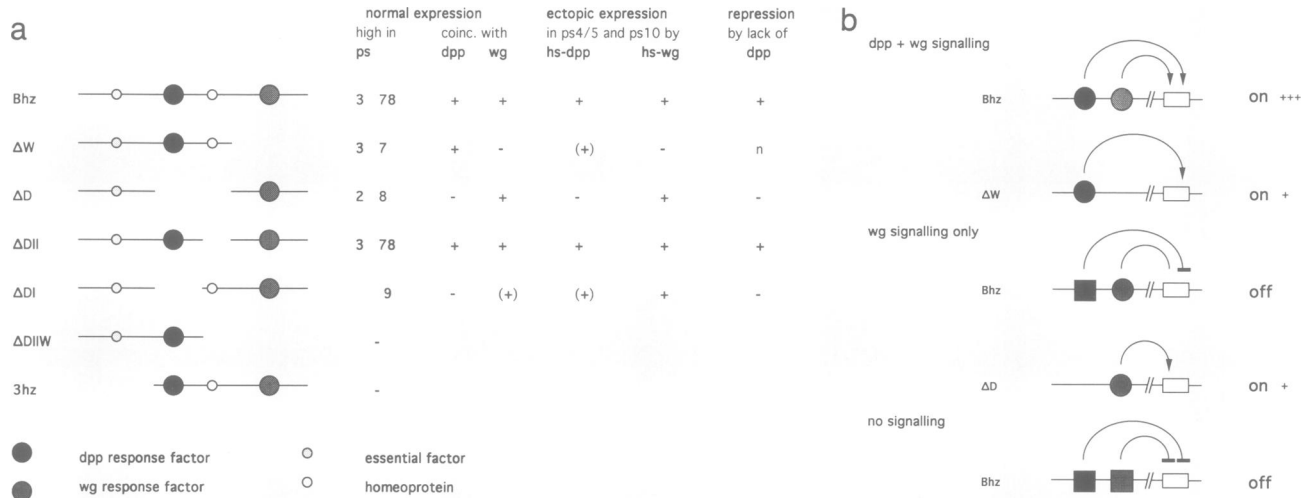 a
normal expression ectopic expression repression
high in coinc. with in ps4/5 and ps10 by by lack of
ps dpp wg hs-dpp hs-wg dpp
Bhz 3 78 + + + + +
ΔW 3 7 + - (+) - n
ΔD 2 8 - + - + -
ΔDII 3 78 + + + + +
ΔDI 9 - (+) (+) + -
ΔDIIW -
3hz -
dpp response factor essential factor
wg response factor homeoprotein
b
dpp + wg signalling
Bhz on +++
ΔW on +
wg signalling only
Bhz off
ΔD on +
no signalling
Bhz off